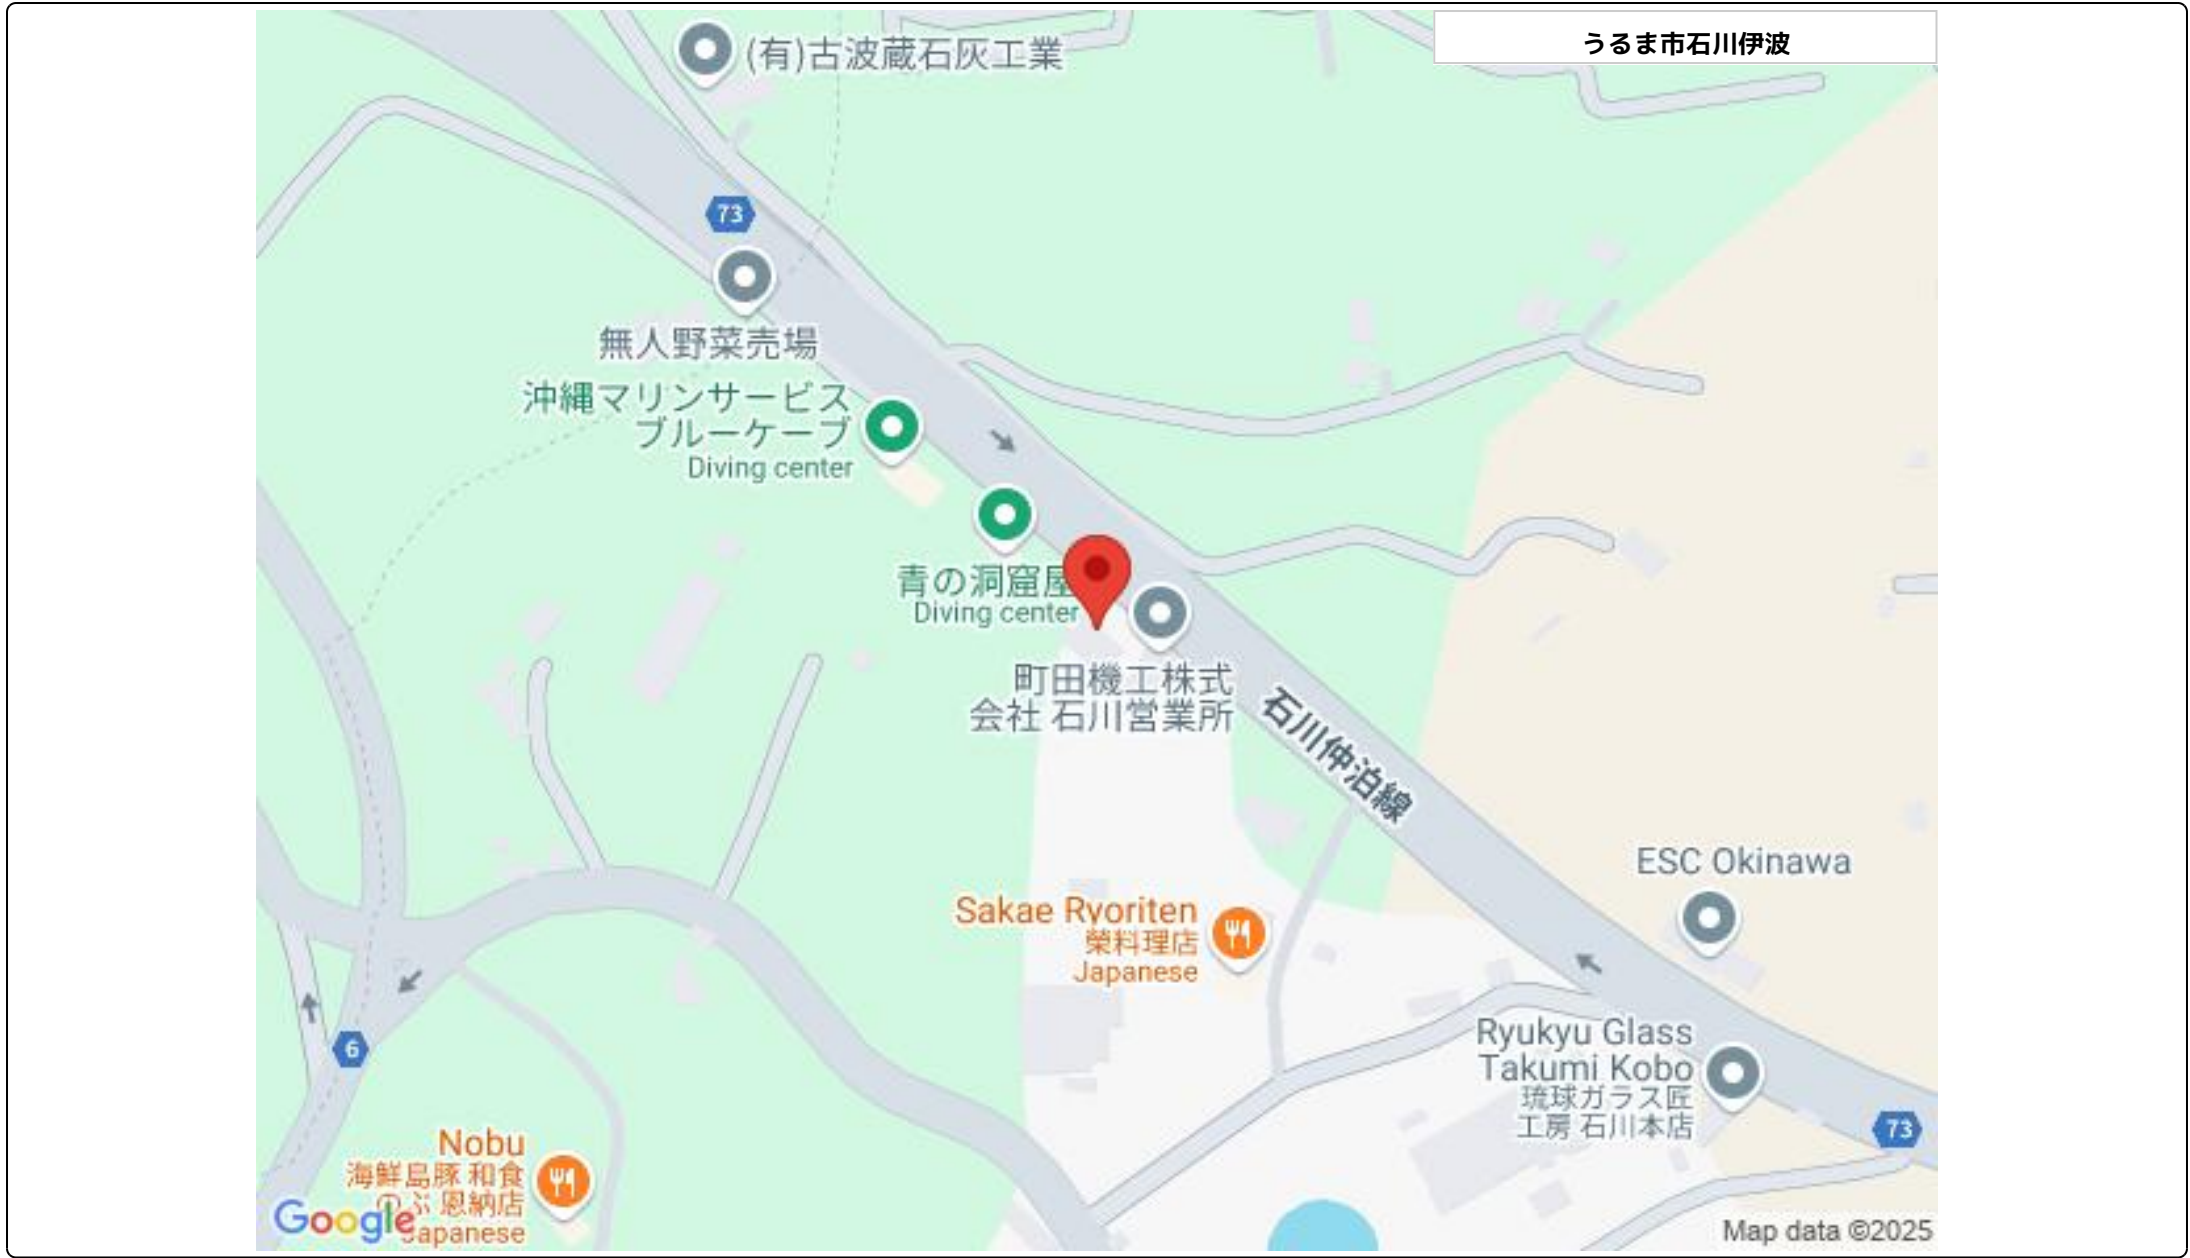 うるま市石川伊波
(有)古波蔵石灰工業
73
無人野菜売場
沖縄マリンサービス
ブルーケーブ
Diving center
青の洞窟屋
Diving center
町田機工株式
会社 石川営業所
石川仲泊線
ESC Okinawa
Sakae Ryoriten
榮料理店
Japanese
Ryukyu Glass
Takumi Kobo
琉球ガラス匠
工房 石川本店
6
73
Nobu
海鮮島豚 和食
のぶ 恩納店
Japanese
Google
Map data ©2025